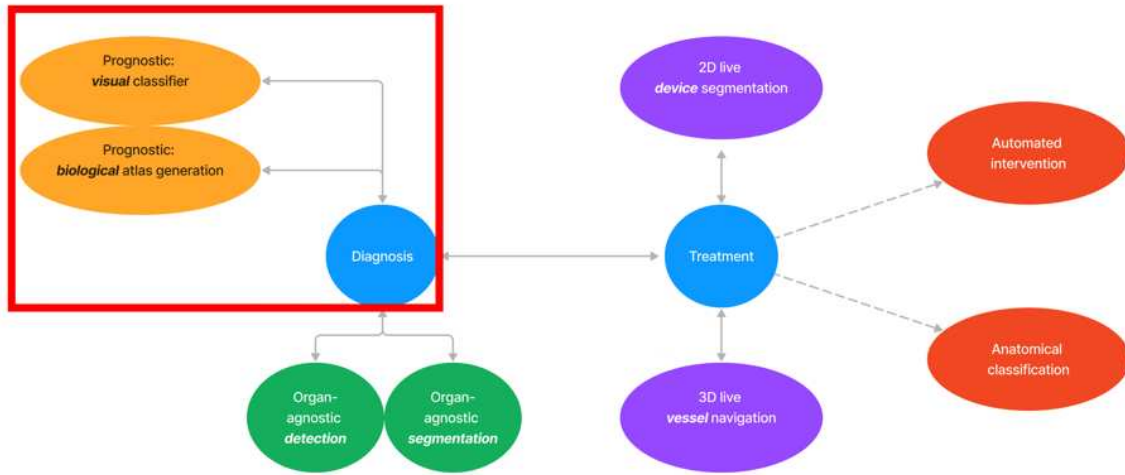 Prognostic:
visual classifier
Prognostic:
biological atlas generation
Diagnosis
Organ-
agnostic
detection
Organ-
agnostic
segmentation
2D live
device segmentation
Treatment
3D live
vessel navigation
Automated
intervention
Anatomical
classification